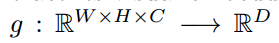 g : ℝ^{W×H×C} ⟶ ℝ^D